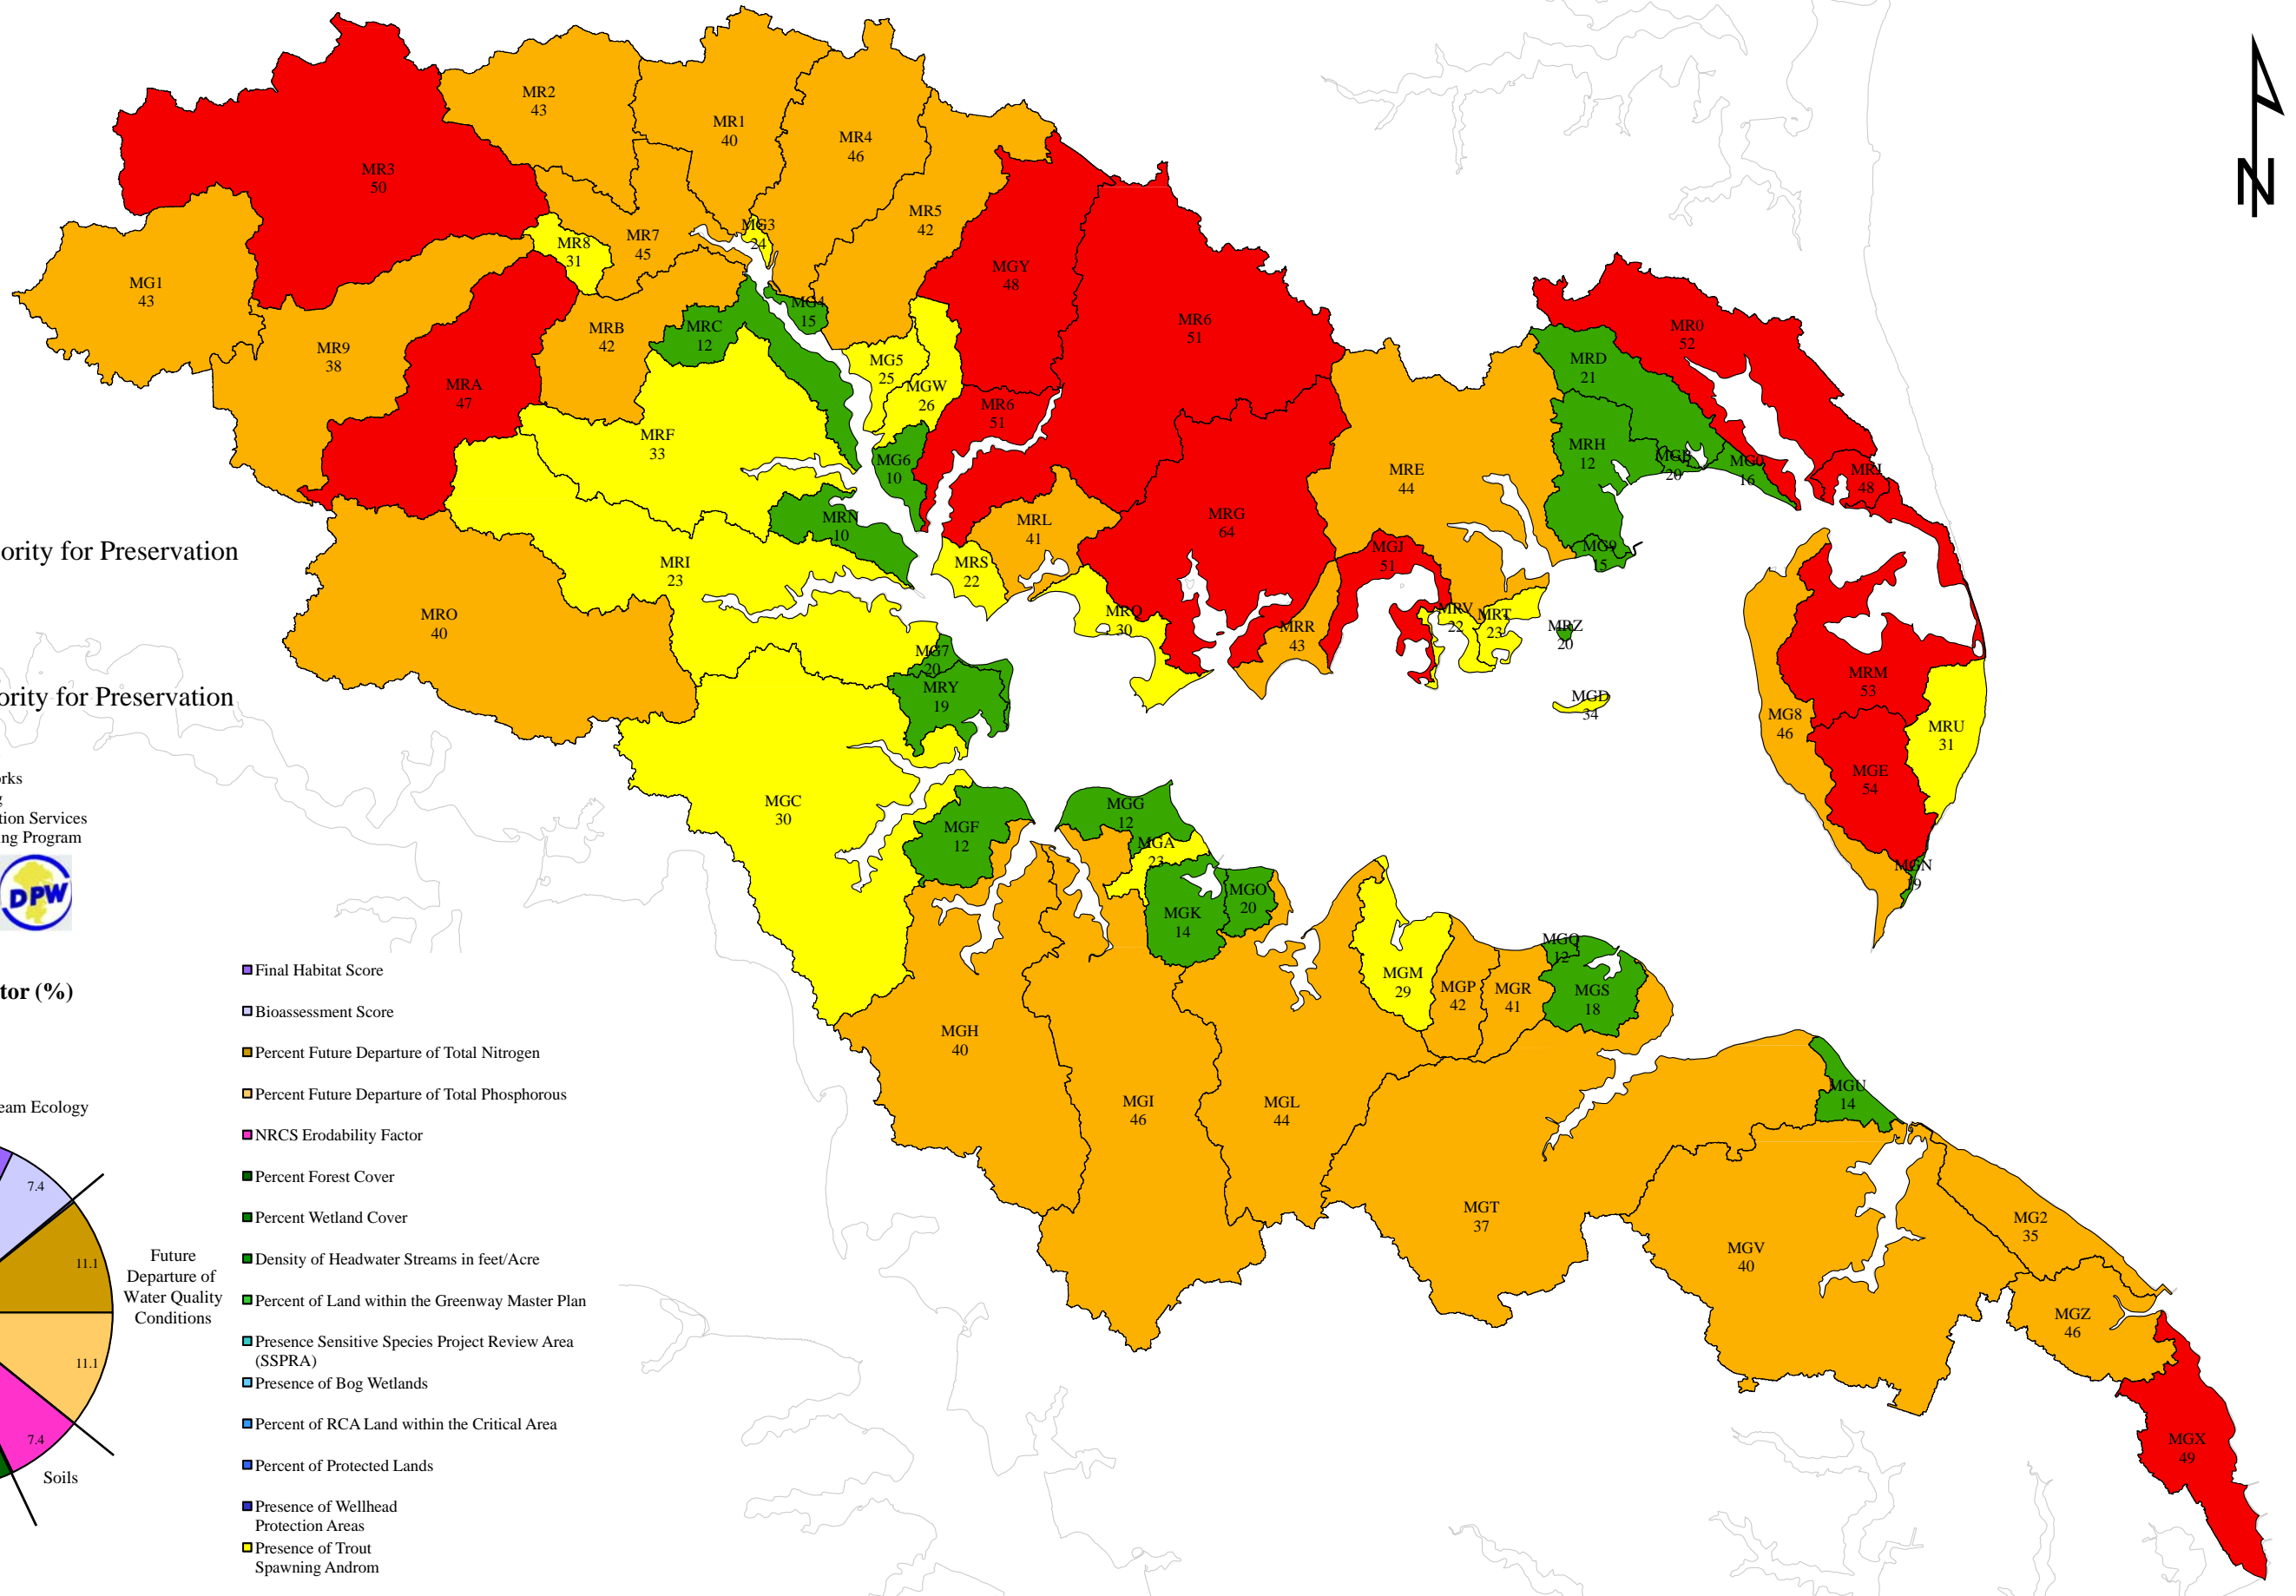 MR3
50
MR2
43
MR1
40
MR4
46
MR5
42
MG3
24
MR7
45
MR8
31
MG1
43
MGY
48
MR6
51
MG4
15
MRC
12
MRB
42
MR9
38
MRA
47
MG5
25
MGW
26
MR6
51
MR0
52
MRD
21
MRH
12
MGB
20
MG0
16
MRJ
48
MRE
44
MRF
33
MG6
10
MRG
64
MRL
41
MRN
10
MGJ
51
MG9
15
MRI
23
MRS
22
MRO
40
MRQ
30
MRR
43
MRV
22
MRT
23
MRZ
20
MG7
20
MRY
19
MGD
34
MRM
53
MG8
46
MRU
31
MGE
54
MGN
19
MGC
30
MGF
12
MGG
12
MGA
23
MGK
14
MGO
20
MGM
29
MGP
42
MGR
41
MGQ
12
MGS
18
MGH
40
MGI
46
MGL
44
MGU
14
MGT
37
MGV
40
MG2
35
MGZ
46
MGX
49
N
ority for Preservation
ority for Preservation
orks
g
tion Services
ing Program
DPW
tor (%)
eam Ecology
7.4
11.1
Future
Departure of
Water Quality
Conditions
11.1
7.4
Soils
Final Habitat Score
Bioassessment Score
Percent Future Departure of Total Nitrogen
Percent Future Departure of Total Phosphorous
NRCS Erodability Factor
Percent Forest Cover
Percent Wetland Cover
Density of Headwater Streams in feet/Acre
Percent of Land within the Greenway Master Plan
Presence Sensitive Species Project Review Area
(SSPRA)
Presence of Bog Wetlands
Percent of RCA Land within the Critical Area
Percent of Protected Lands
Presence of Wellhead
Protection Areas
Presence of Trout
Spawning Androm